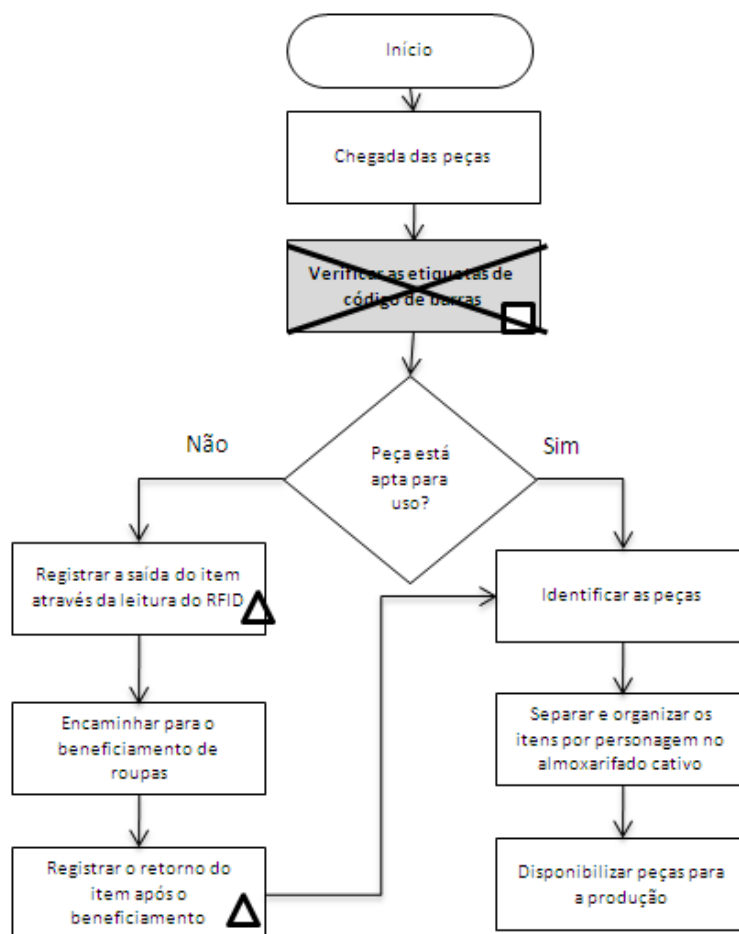 Início
Chegada das peças
Verificar as etiquetas de
código de barras
Não
Sim
Peça está
apta para
uso?
Registrar a saída do item
através da leitura do RFID
Identificar as peças
Encaminhar para o
beneficiamento de
roupas
Separar e organizar os
itens por personagem no
almoxarifado cativo
Registrar o retorno do
item após o
beneficiamento
Disponibilizar peças para
a produção